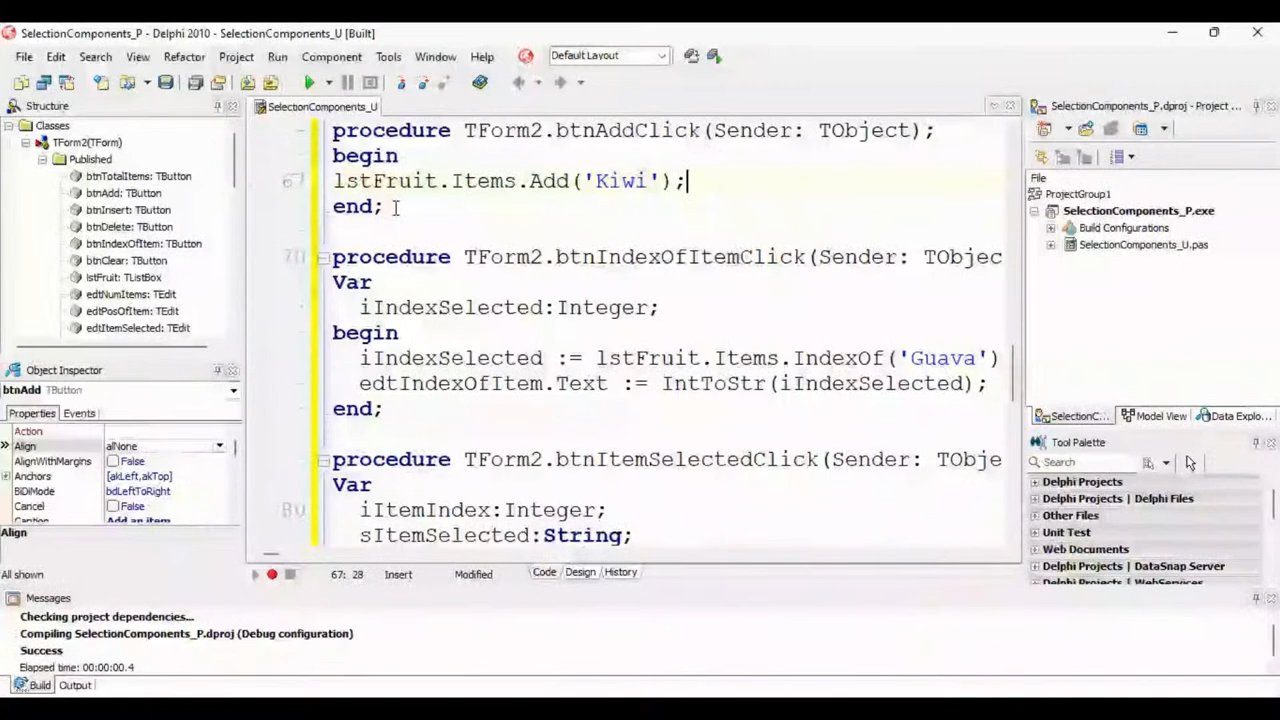 SelectionComponents_P - Delphi 2010 - SelectionComponents_U [Built]
File Edit Search View Refactor Project Run Component Tools Window Help Default Layout
Structure
Classes
TForm2(TForm)
Published
btnTotalItems: TButton
btnAdd: TButton
btnInsert: TButton
btnDelete: TButton
btnIndexOfItem: TButton
btnClear: TButton
lstFruit: TListBox
edtNumItems: TEdit
edtPosOfItem: TEdit
edtItemSelected: TEdit
Object Inspector
btnAdd TButton
Properties Events
Action
Align alNone
AlignWithMargins False
Anchors [akLeft,akTop]
BiDiMode bdLeftToRight
Cancel False
Caption Add an item
Align
All shown
SelectionComponents_U
procedure TForm2.btnAddClick(Sender: TObject);
begin
lstFruit.Items.Add('Kiwi');
end;
procedure TForm2.btnIndexOfItemClick(Sender: TObjec
Var
iIndexSelected:Integer;
begin
iIndexSelected := lstFruit.Items.IndexOf('Guava')
edtIndexOfItem.Text := IntToStr(iIndexSelected);
end;
procedure TForm2.btnItemSelectedClick(Sender: TObje
Var
iItemIndex:Integer;
sItemSelected:String;
67: 28 Insert Modified Code Design History
SelectionComponents_P.dproj - Project ...
File
ProjectGroup1
SelectionComponents_P.exe
Build Configurations
SelectionComponents_U.pas
SelectionC... Model View Data Explo...
Tool Palette
Search
Delphi Projects
Delphi Projects | Delphi Files
Other Files
Unit Test
Web Documents
Delphi Projects | DataSnap Server
Delphi Projects | WebServices
Messages
Checking project dependencies...
Compiling SelectionComponents_P.dproj (Debug configuration)
Success
Elapsed time: 00:00:00.4
Build Output